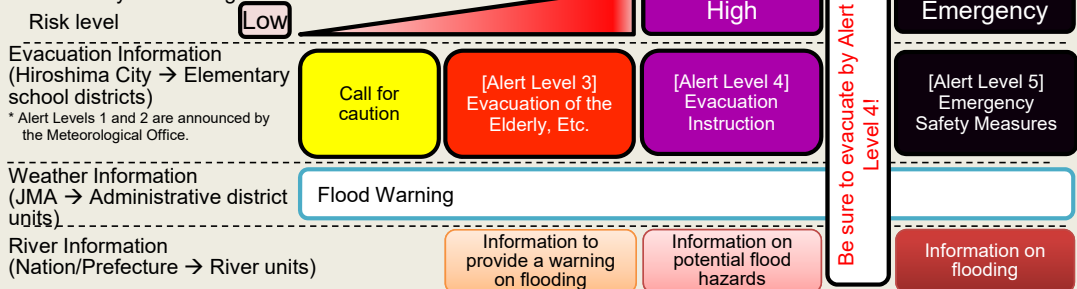 Risk level
Low
High
Emergency
Evacuation Information
(Hiroshima City → Elementary
school districts)
* Alert Levels 1 and 2 are announced by
the Meteorological Office.
Call for
caution
[Alert Level 3]
Evacuation of the
Elderly, Etc.
[Alert Level 4]
Evacuation
Instruction
Be sure to evacuate by Alert
Level 4!
[Alert Level 5]
Emergency
Safety Measures
Weather Information
(JMA → Administrative district
units)
Flood Warning
River Information
(Nation/Prefecture → River units)
Information to
provide a warning
on flooding
Information on
potential flood
hazards
Information on
flooding